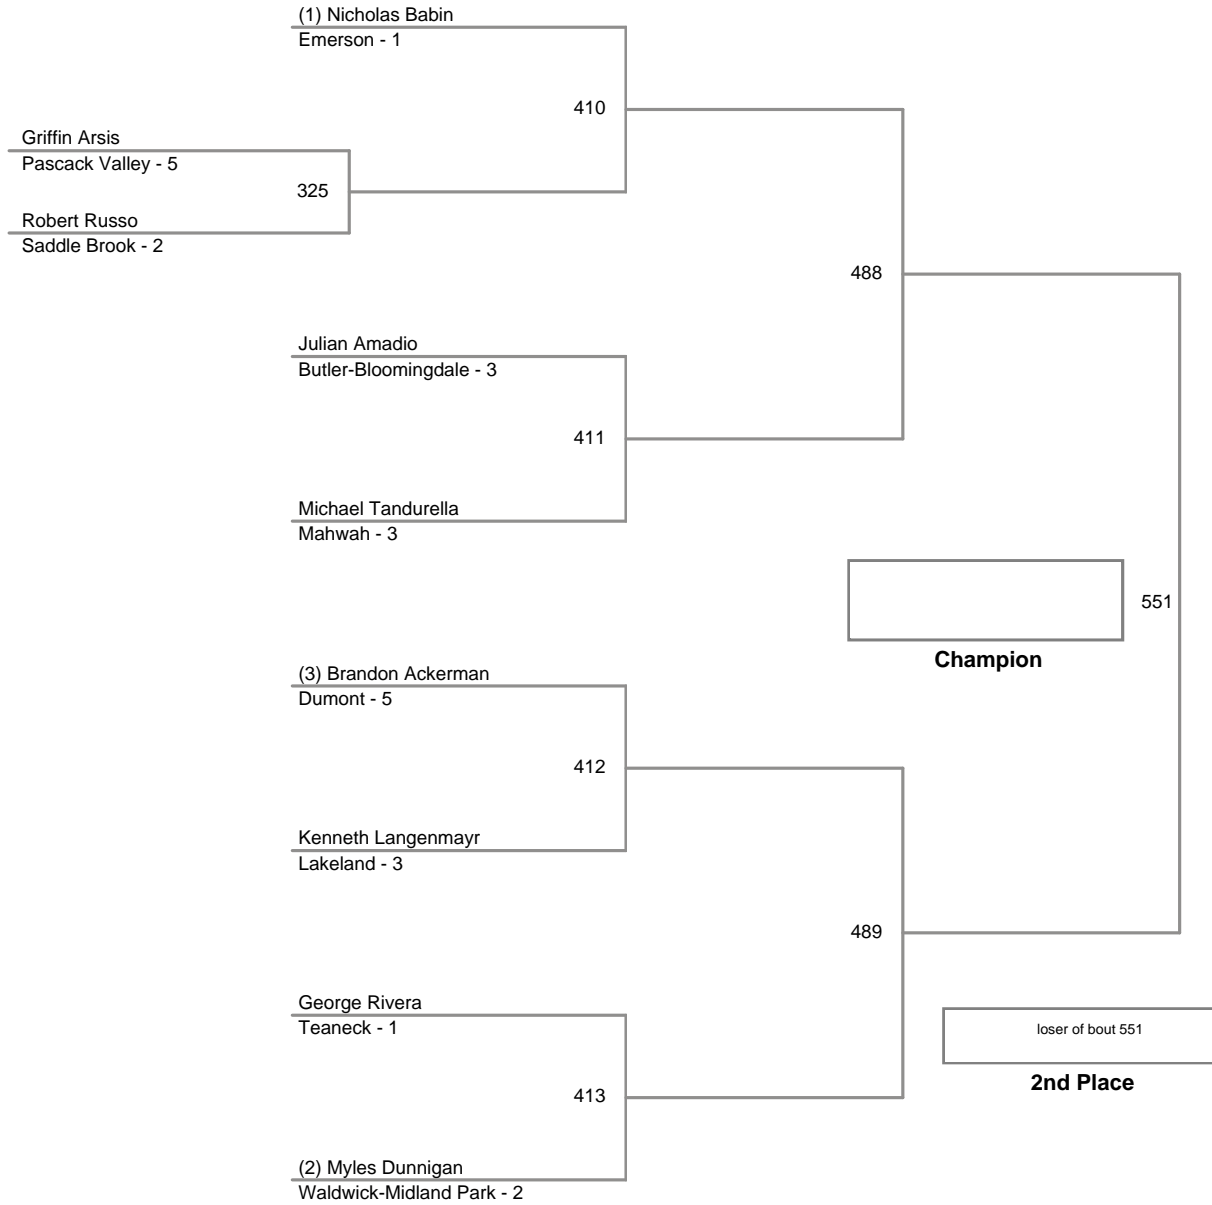 (1) Nicholas Babin
Emerson - 1
410
Griffin Arsis
Pascack Valley - 5
325
Robert Russo
Saddle Brook - 2
488
Julian Amadio
Butler-Bloomingdale - 3
411
Michael Tandurella
Mahwah - 3
551
Champion
(3) Brandon Ackerman
Dumont - 5
412
Kenneth Langenmayr
Lakeland - 3
489
George Rivera
Teaneck - 1
loser of bout 551
2nd Place
413
(2) Myles Dunnigan
Waldwick-Midland Park - 2